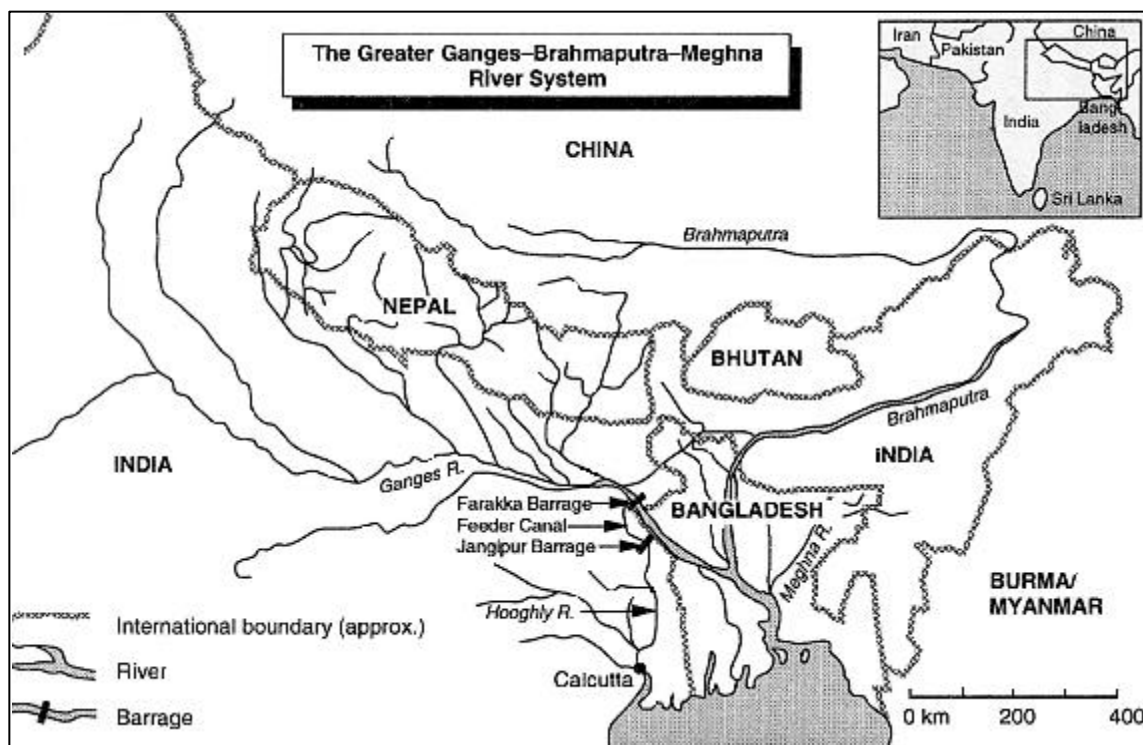 The Greater Ganges–Brahmaputra–Meghna
River System
Iran
China
Pakistan
India
Bang
ladesh
Sri Lanka
CHINA
Brahmaputra
NEPAL
BHUTAN
Brahmaputra
INDIA
iNDIA
Ganges R.
Farakka Barrage
BANGLADESH
Feeder Canal
Jangipur Barrage
Meghna R.
BURMA/
MYANMAR
Hooghly R.
Calcutta
International boundary (approx.)
River
Barrage
0 km 200 400